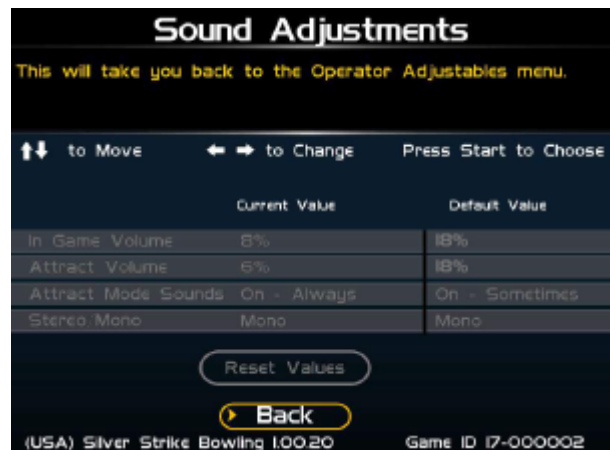 Sound Adjustments
This will take you back to the Operator Adjustables menu.
to Move to Change Press Start to Choose
Current Value Default Value
In Game Volume 8% 18%
Attract Volume 6% 18%
Attract Mode Sounds On - Always On - Sometimes
Stereo/Mono Mono Mono
Reset Values
Back
(USA) Silver Strike Bowling 1.00.20 Game ID 17-000002